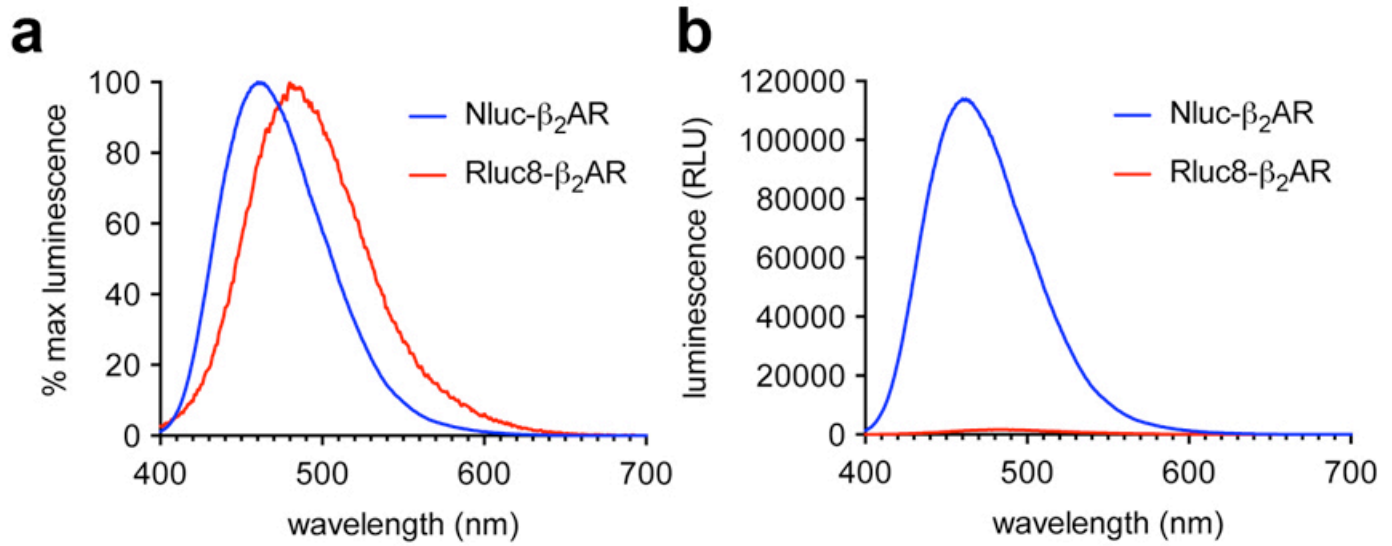 a
% max luminescence
100
80
60
40
20
0
400 500 600 700
wavelength (nm)
Nluc-β₂AR
Rluc8-β₂AR
b
luminescence (RLU)
120000
100000
80000
60000
40000
20000
0
400 500 600 700
wavelength (nm)
Nluc-β₂AR
Rluc8-β₂AR